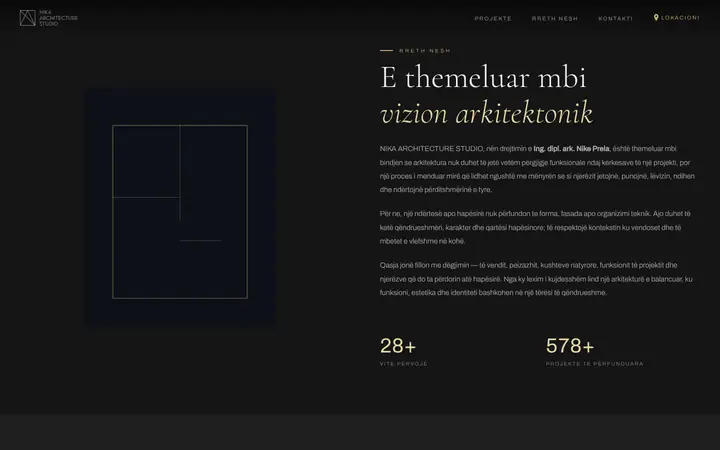 NIKA
ARCHITECTURE
STUDIO
PROJEKTE
RRETH NESH
KONTAKTI
LOKACIONI
RRETH NESH
E themeluar mbi
vizion arkitektonik
NIKA ARCHITECTURE STUDIO, nën drejtimin e Ing. dipl. ark. Nike Prela, është themeluar mbi
bindjen se arkitektura nuk duhet të jetë vetëm përgjigje funksionale ndaj kërkesave të një projekti, por
një proces i menduar mirë që lidhet ngushtë me mënyrën se si njerëzit jetojnë, punojnë, lëvizin, ndihen
dhe ndërtojnë përditshmërinë e tyre.
Për ne, një ndërtesë apo hapësirë nuk përfundon te forma, fasada apo organizimi teknik. Ajo duhet të
ketë qëndrueshmëri, karakter dhe qartësi hapësinore; të respektojë kontekstin ku vendoset dhe të
mbetet e vlefshme në kohë.
Qasja jonë fillon me dëgjimin — të vendit, peizazhit, kushteve natyrore, funksionit të projektit dhe
njerëzve që do ta përdorin atë hapësirë. Nga ky lexim i kujdesshëm lind një arkitekturë e balancuar, ku
funksioni, estetika dhe identiteti bashkohen në një tërësi të qëndrueshme.
28+
578+
VITE PËRVOJË
PROJEKTE TË PËRFUNDUARA